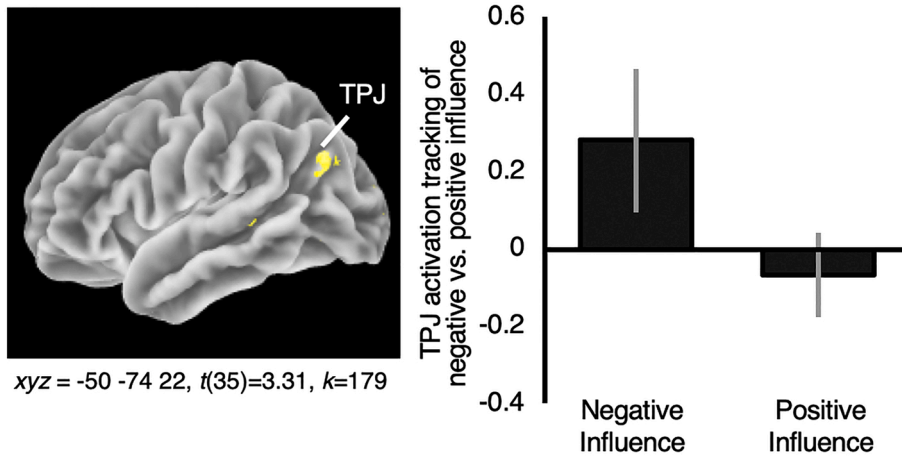 TPJ
xyz = -50 -74 22, t(35)=3.31, k=179
TPJ activation tracking of
negative vs. positive influence
0.6
0.4
0.2
0
-0.2
-0.4
Negative
Influence
Positive
Influence